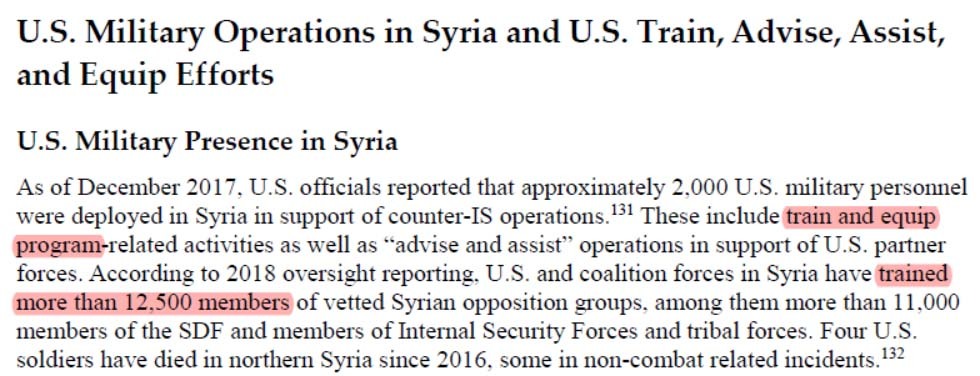 U.S. Military Operations in Syria and U.S. Train, Advise, Assist,
and Equip Efforts
U.S. Military Presence in Syria
As of December 2017, U.S. officials reported that approximately 2,000 U.S. military personnel
were deployed in Syria in support of counter-IS operations.131 These include train and equip
program-related activities as well as “advise and assist” operations in support of U.S. partner
forces. According to 2018 oversight reporting, U.S. and coalition forces in Syria have trained
more than 12,500 members of vetted Syrian opposition groups, among them more than 11,000
members of the SDF and members of Internal Security Forces and tribal forces. Four U.S.
soldiers have died in northern Syria since 2016, some in non-combat related incidents.132